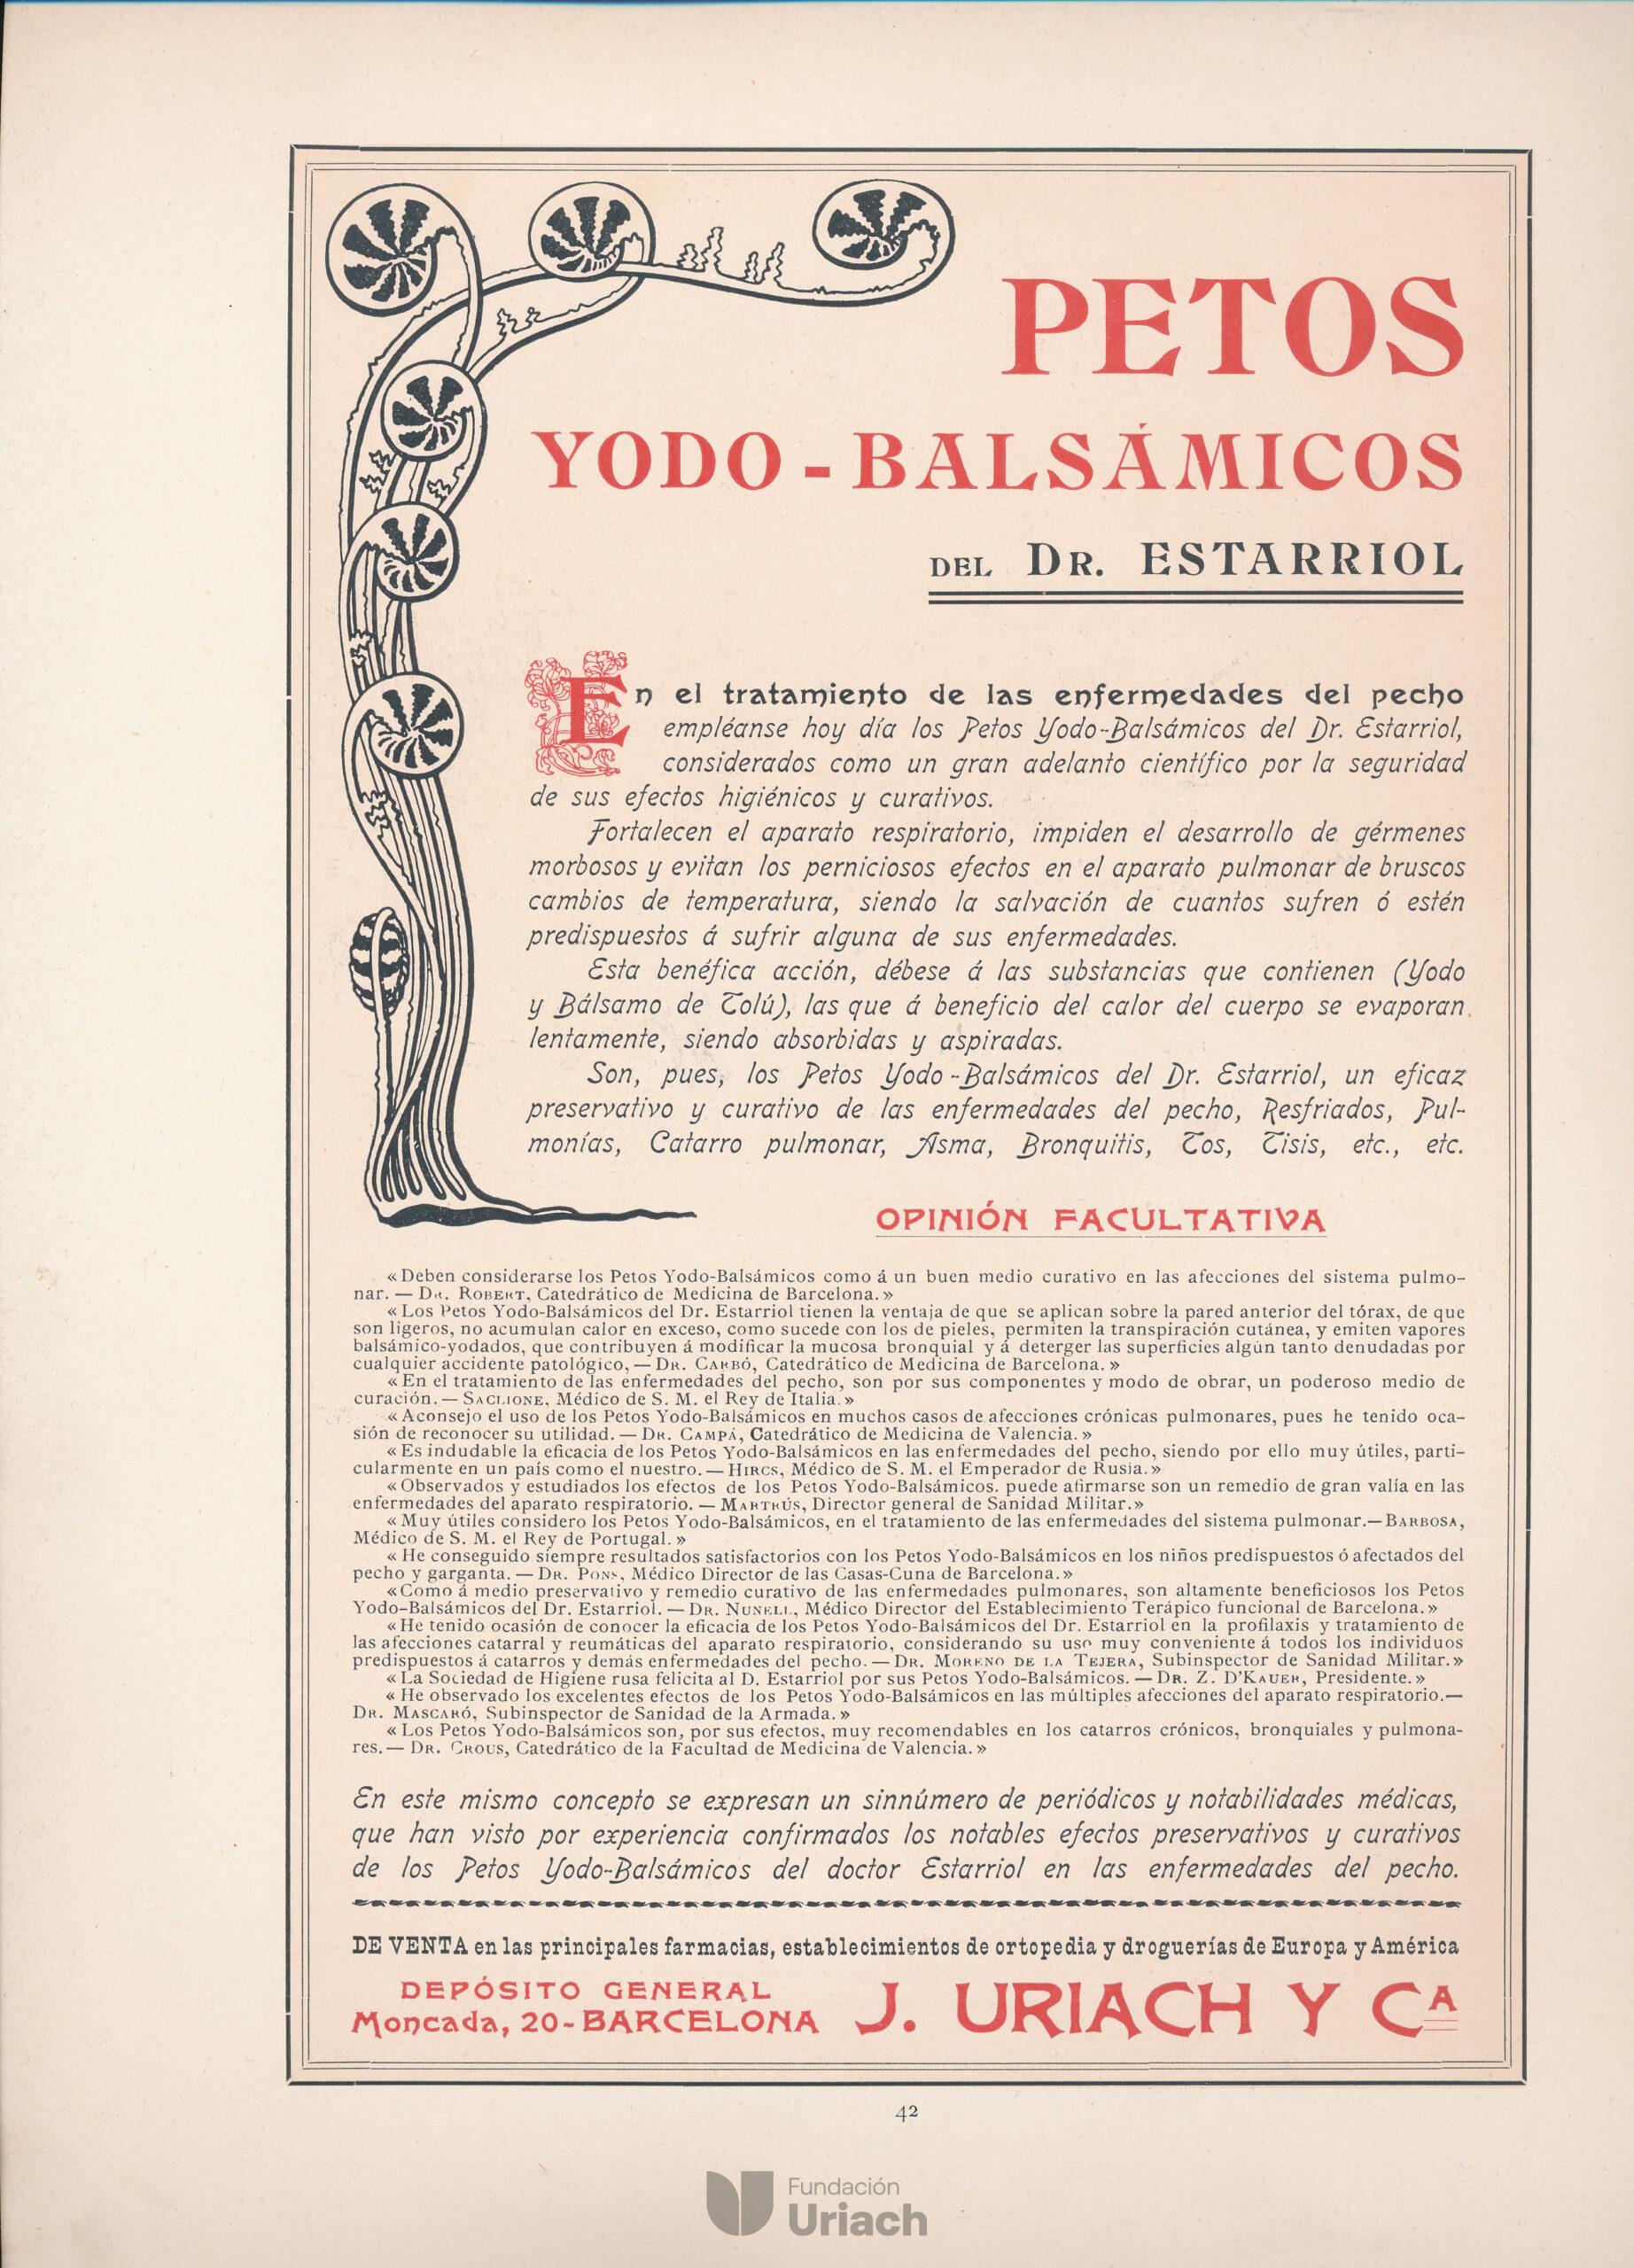 PETOS
YODO-BALSÁMICOS
DEL DR. ESTARRIOL
En el tratamiento de las enfermedades del pecho
empléanse hoy día los Petos Yodo-Balsámicos del Dr. Estarriol,
considerados como un gran adelanto científico por la seguridad
de sus efectos higiénicos y curativos.
Fortalecen el aparato respiratorio, impiden el desarrollo de gérmenes
morbosos y evitan los perniciosos efectos en el aparato pulmonar de bruscos
cambios de temperatura, siendo la salvación de cuantos sufren ó estén
predispuestos á sufrir alguna de sus enfermedades.
Esta benéfica acción, débese á las substancias que contienen (Yodo
y Bálsamo de Tolú), las que á beneficio del calor del cuerpo se evaporan
lentamente, siendo absorbidas y aspiradas.
Son, pues, los Petos Yodo-Balsámicos del Dr. Estarriol, un eficaz
preservativo y curativo de las enfermedades del pecho, Resfriados, Pul-
monías, Catarro pulmonar, Asma, Bronquitis, Tos, Tisis, etc., etc.
OPINIÓN FACULTATIVA
«Deben considerarse los Petos Yodo-Balsámicos como á un buen medio curativo en las afecciones del sistema pulmo-
nar. — DR. ROBERT, Catedrático de Medicina de Barcelona.»
«Los Petos Yodo-Balsámicos del Dr. Estarriol tienen la ventaja de que se aplican sobre la pared anterior del tórax, de que
son ligeros, no acumulan calor en exceso, como sucede con los de pieles, permiten la transpiración cutánea, y emiten vapores
balsámico-yodados, que contribuyen á modificar la mucosa bronquial y á deterger las superficies algún tanto denudadas por
cualquier accidente patológico, — DR. CARBÓ, Catedrático de Medicina de Barcelona.»
«En el tratamiento de las enfermedades del pecho, son por sus componentes y modo de obrar, un poderoso medio de
curación. — SAGLIONE, Médico de S. M. el Rey de Italia.»
«Aconsejo el uso de los Petos Yodo-Balsámicos en muchos casos de afecciones crónicas pulmonares, pues he tenido oca-
sión de reconocer su utilidad. — DR. CAMPÁ, Catedrático de Medicina de Valencia.»
«Es indudable la eficacia de los Petos Yodo-Balsámicos en las enfermedades del pecho, siendo por ello muy útiles, parti-
cularmente en un país como el nuestro. — HIRCS, Médico de S. M. el Emperador de Rusia.»
«Observados y estudiados los efectos de los Petos Yodo-Balsámicos. puede afirmarse son un remedio de gran valía en las
enfermedades del aparato respiratorio. — MARTRÚS, Director general de Sanidad Militar.»
«Muy útiles considero los Petos Yodo-Balsámicos, en el tratamiento de las enfermedades del sistema pulmonar.—BARBOSA,
Médico de S. M. el Rey de Portugal.»
«He conseguido siempre resultados satisfactorios con los Petos Yodo-Balsámicos en los niños predispuestos ó afectados del
pecho y garganta. — DR. PONS, Médico Director de las Casas-Cuna de Barcelona.»
«Como á medio preservativo y remedio curativo de las enfermedades pulmonares, son altamente beneficiosos los Petos
Yodo-Balsámicos del Dr. Estarriol. — DR. NUNELL, Médico Director del Establecimiento Terápico funcional de Barcelona.»
«He tenido ocasión de conocer la eficacia de los Petos Yodo-Balsámicos del Dr. Estarriol en la profilaxis y tratamiento de
las afecciones catarral y reumáticas del aparato respiratorio, considerando su uso muy conveniente á todos los individuos
predispuestos á catarros y demás enfermedades del pecho. — DR. MORENO DE LA TEJERA, Subinspector de Sanidad Militar.»
«La Sociedad de Higiene rusa felicita al D. Estarriol por sus Petos Yodo-Balsámicos. — DR. Z. D'KAUER, Presidente.»
«He observado los excelentes efectos de los Petos Yodo-Balsámicos en las múltiples afecciones del aparato respiratorio.—
DR. MASCARÓ, Subinspector de Sanidad de la Armada.»
«Los Petos Yodo-Balsámicos son, por sus efectos, muy recomendables en los catarros crónicos, bronquiales y pulmona-
res. — DR. CROUS, Catedrático de la Facultad de Medicina de Valencia.»
En este mismo concepto se expresan un sinnúmero de periódicos y notabilidades médicas,
que han visto por experiencia confirmados los notables efectos preservativos y curativos
de los Petos Yodo-Balsámicos del doctor Estarriol en las enfermedades del pecho.
DE VENTA en las principales farmacias, establecimientos de ortopedia y droguerías de Europa y América
DEPÓSITO GENERAL
Moncada, 20-BARCELONA
J. URIACH Y CA
42
Fundación
Uriach